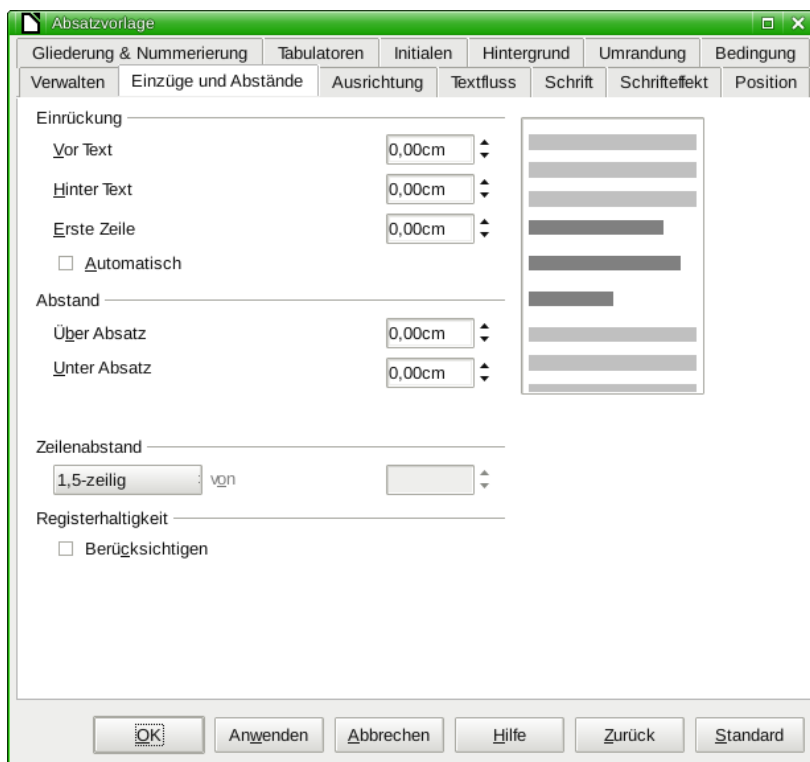 Absatzvorlage
Gliederung & Nummerierung Tabulatoren Initialen Hintergrund Umrandung Bedingung
Verwalten Einzüge und Abstände Ausrichtung Textfluss Schrift Schrifteffekt Position
Einrückung
Vor Text 0,00cm
Hinter Text 0,00cm
Erste Zeile 0,00cm
Automatisch
Abstand
Über Absatz 0,00cm
Unter Absatz 0,00cm
Zeilenabstand
1,5-zeilig von
Registerhaltigkeit
Berücksichtigen
OK Anwenden Abbrechen Hilfe Zurück Standard